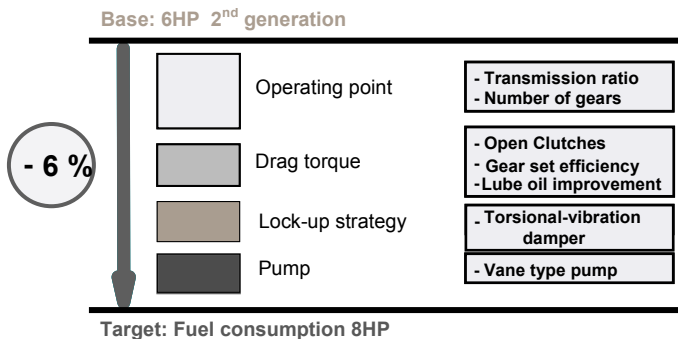 Base: 6HP 2nd generation
Operating point
- Transmission ratio
- Number of gears
- 6 %
Drag torque
- Open Clutches
- Gear set efficiency
-Lube oil improvement
Lock-up strategy
- Torsional-vibration
damper
Pump
- Vane type pump
Target: Fuel consumption 8HP